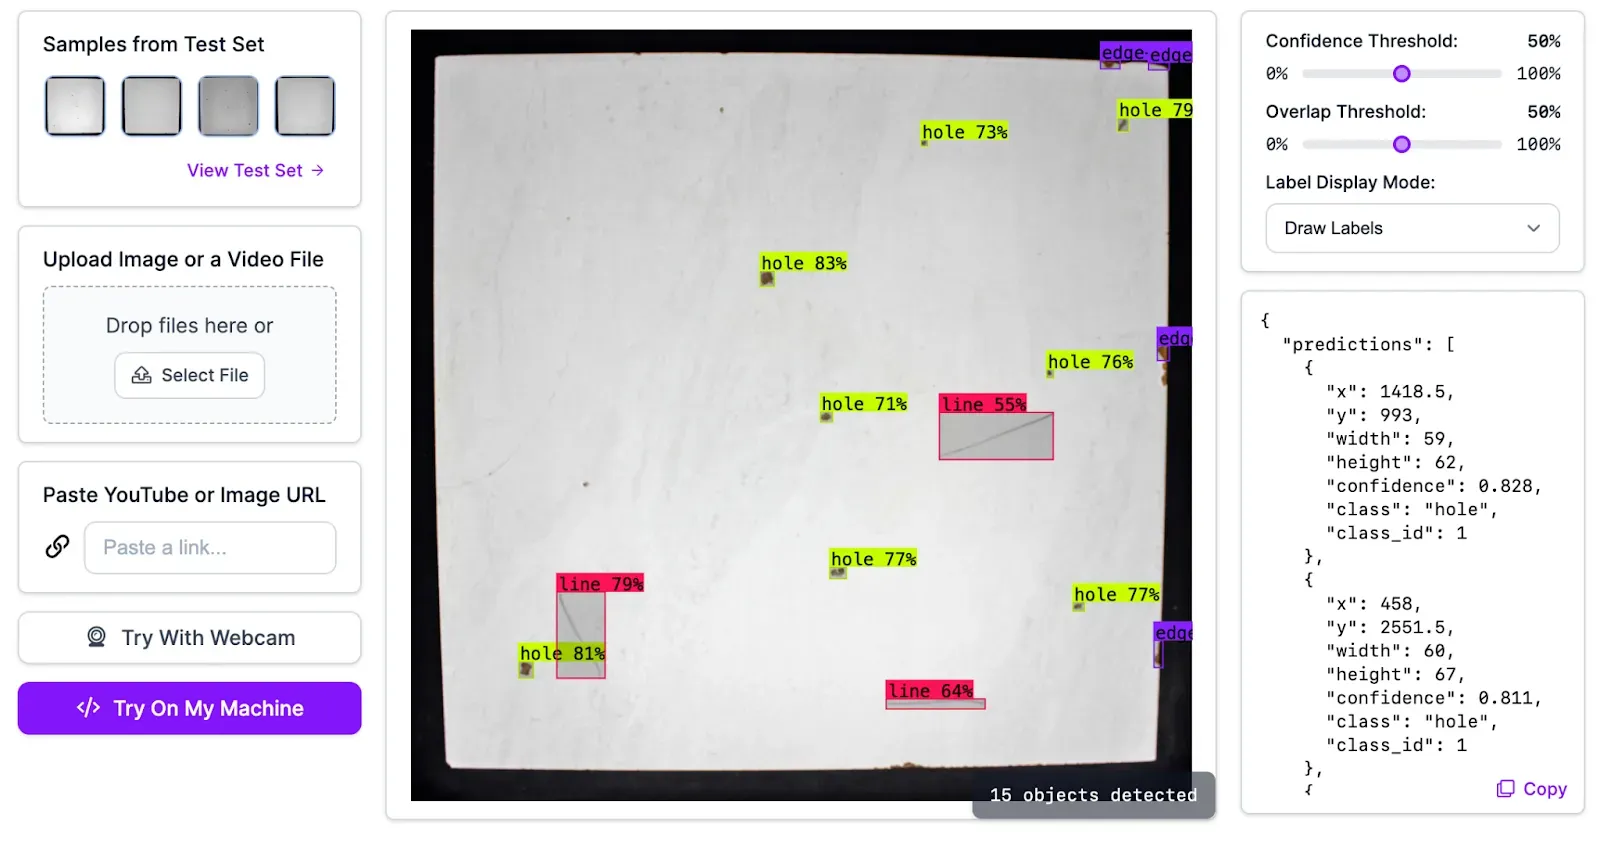 Samples from Test Set
View Test Set →
Upload Image or a Video File
Drop files here or
Select File
Paste YouTube or Image URL
Paste a link...
Try With Webcam
</> Try On My Machine
edge
edge
hole 79
hole 73%
hole 83%
edg
hole 76%
hole 71%
line 55%
hole 77%
line 79%
hole 77%
edge
hole 81%
line 64%
15 objects detected
Confidence Threshold: 50%
0% 100%
Overlap Threshold: 50%
0% 100%
Label Display Mode:
Draw Labels
{
"predictions": [
{
"x": 1418.5,
"y": 993,
"width": 59,
"height": 62,
"confidence": 0.828,
"class": "hole",
"class_id": 1
},
{
"x": 458,
"y": 2551.5,
"width": 60,
"height": 67,
"confidence": 0.811,
"class": "hole",
"class_id": 1
},
{
Copy